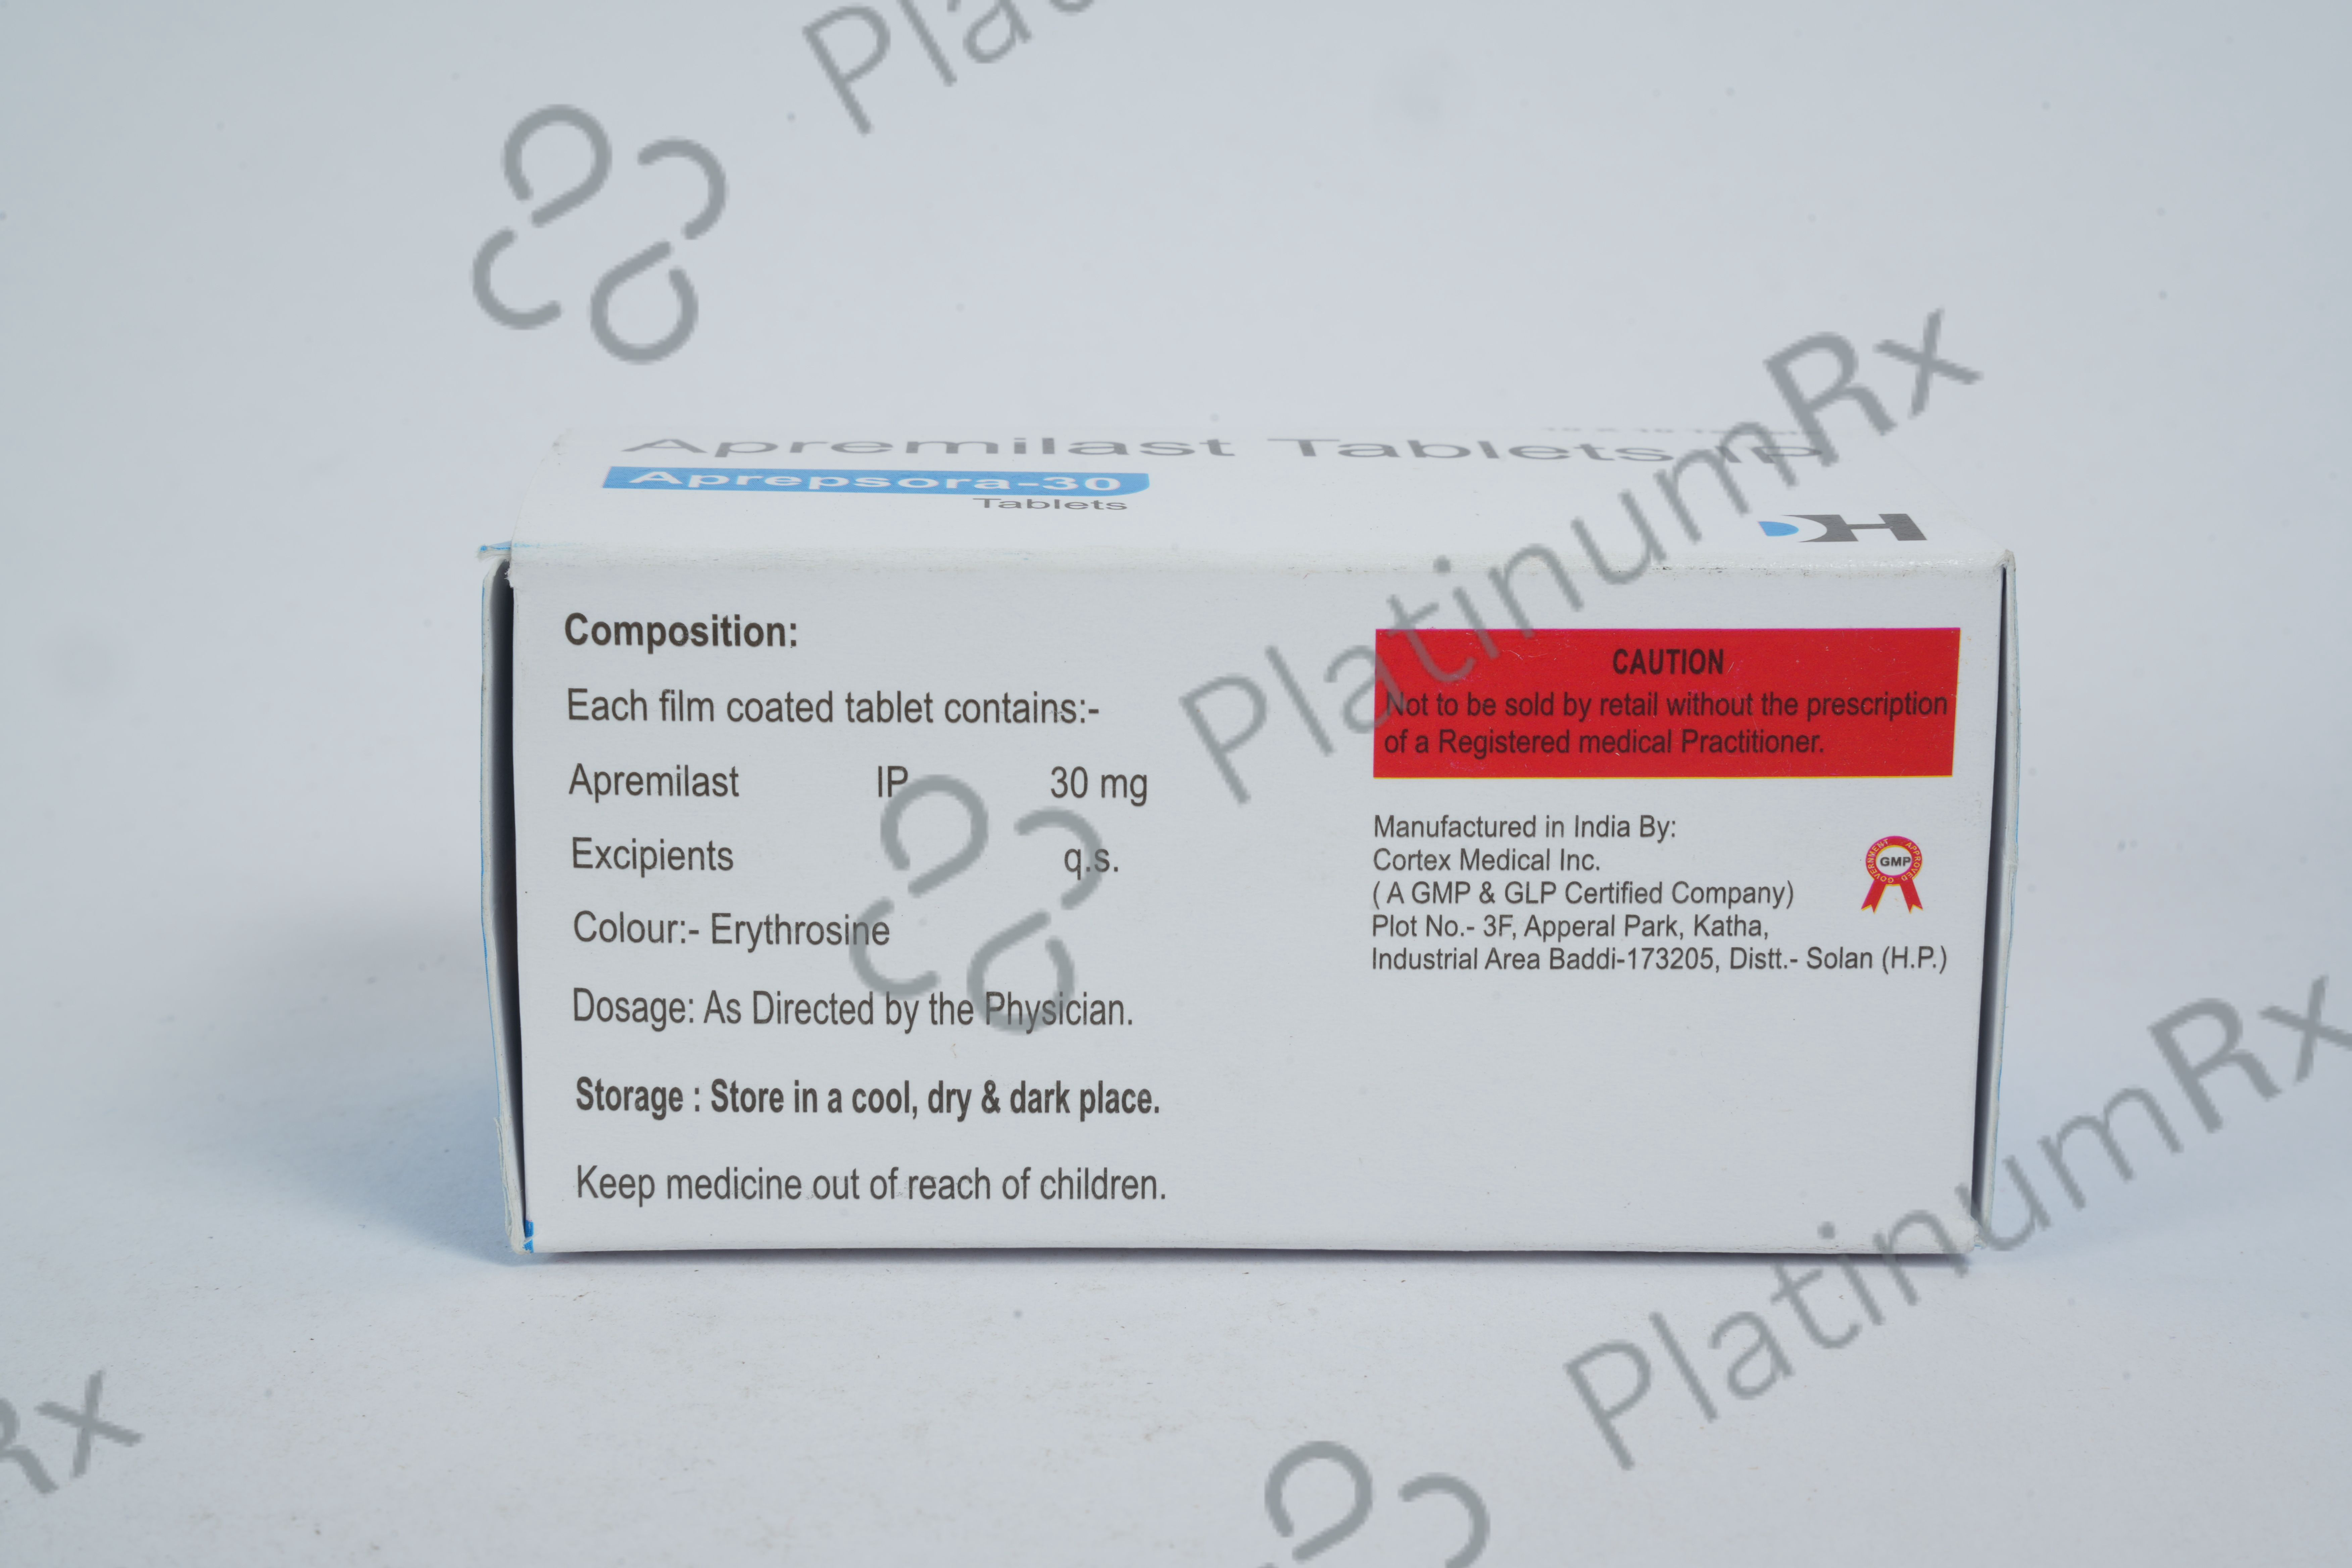 Apremilast Tablets IP
Aprepsora-30
Tablets
DH
Composition:
Each film coated tablet contains:-
Apremilast IP 30 mg
Excipients q.s.
Colour:- Erythrosine
Dosage: As Directed by the Physician.
Storage : Store in a cool, dry & dark place.
Keep medicine out of reach of children.
CAUTION
Not to be sold by retail without the prescription
of a Registered medical Practitioner.
Manufactured in India By:
Cortex Medical Inc.
( A GMP & GLP Certified Company)
Plot No.- 3F, Apperal Park, Katha,
Industrial Area Baddi-173205, Distt.- Solan (H.P.)
GOVERNMENT APPROVED
GMP
Platin
PlatinumRx
PlatinumRx
Rx